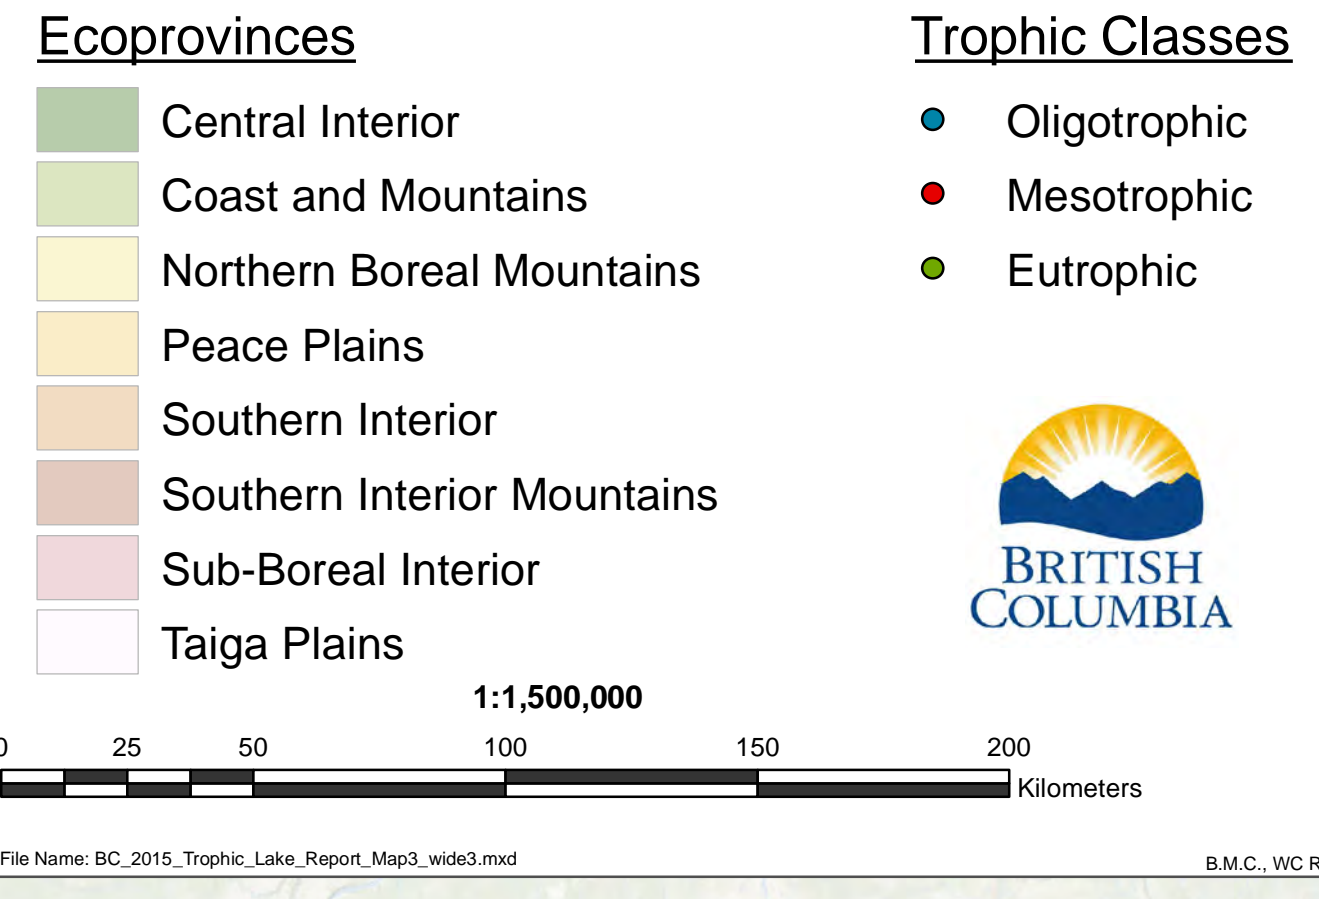 Ecoprovinces
Central Interior
Coast and Mountains
Northern Boreal Mountains
Peace Plains
Southern Interior
Southern Interior Mountains
Sub-Boreal Interior
Taiga Plains
Trophic Classes
Oligotrophic
Mesotrophic
Eutrophic
BRITISH
COLUMBIA
1:1,500,000
0 25 50 100 150 200
Kilometers
File Name: BC_2015_Trophic_Lake_Report_Map3_wide3.mxd
B.M.C., WC R